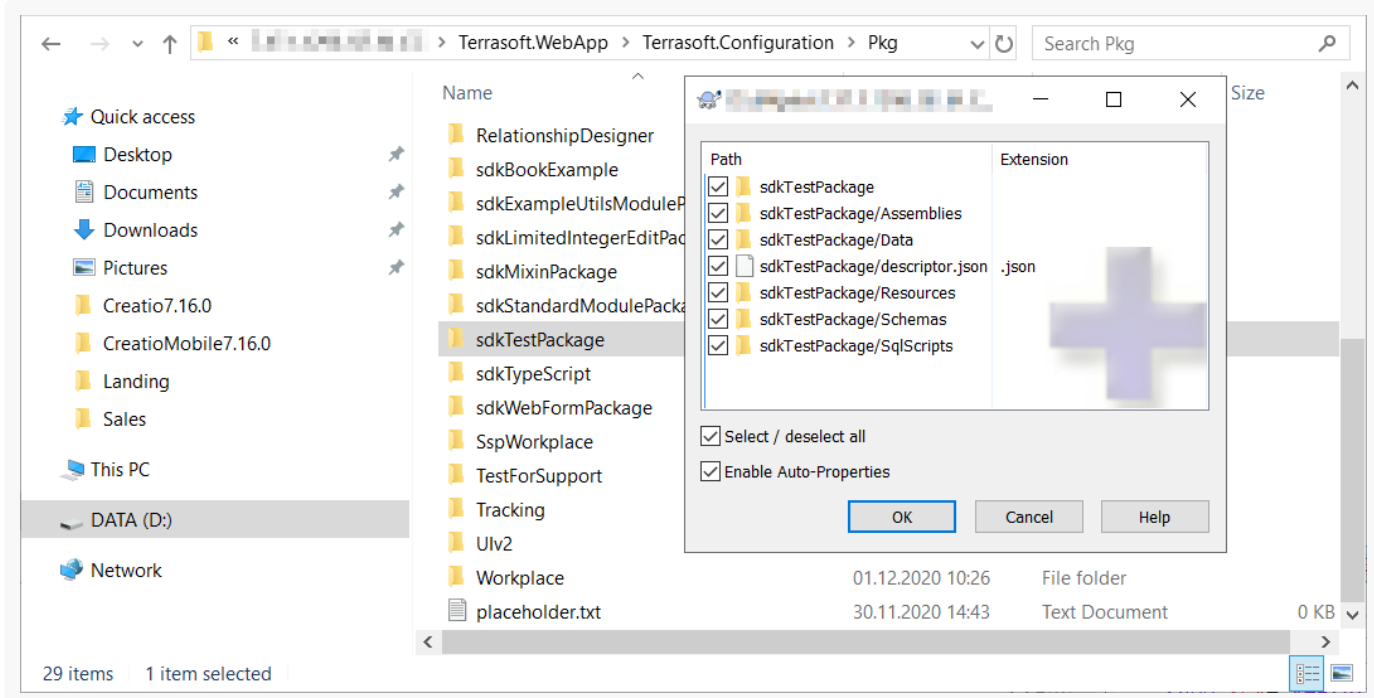 « > Terrasoft.WebApp > Terrasoft.Configuration > Pkg
Search Pkg
Name
Size
Quick access
Desktop
Documents
Downloads
Pictures
Creatio7.16.0
CreatioMobile7.16.0
Landing
Sales
This PC
DATA (D:)
Network
RelationshipDesigner
sdkBookExample
sdkExampleUtilsModuleP
sdkLimitedIntegerEditPac
sdkMixinPackage
sdkStandardModulePacka
sdkTestPackage
sdkTypeScript
sdkWebFormPackage
SspWorkplace
TestForSupport
Tracking
UIv2
Workplace 01.12.2020 10:26 File folder
placeholder.txt 30.11.2020 14:43 Text Document 0 KB
Path Extension
sdkTestPackage
sdkTestPackage/Assemblies
sdkTestPackage/Data
sdkTestPackage/descriptor.json .json
sdkTestPackage/Resources
sdkTestPackage/Schemas
sdkTestPackage/SqlScripts
Select / deselect all
Enable Auto-Properties
OK Cancel Help
29 items 1 item selected